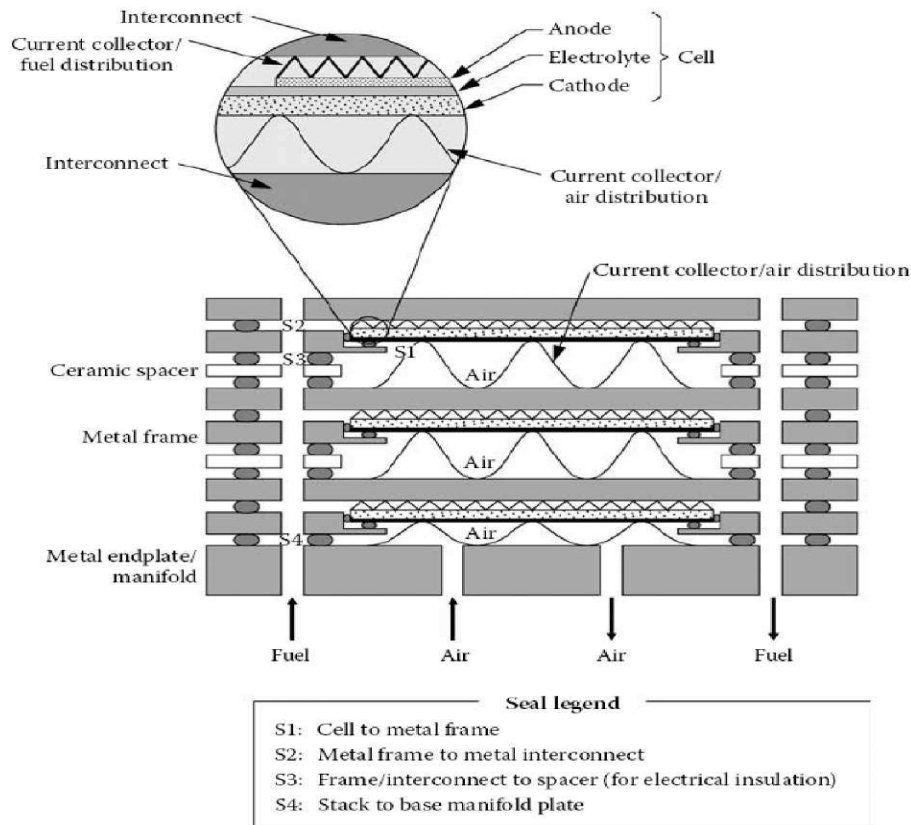 Interconnect
Current collector/
fuel distribution
Anode
Electrolyte
Cell
Cathode
Interconnect
Current collector/
air distribution
Current collector/air distribution
S2
S1
S3
Ceramic spacer
Air
Metal frame
Air
Air
S4
Metal endplate/
manifold
Fuel
Air
Air
Fuel
Seal legend
S1: Cell to metal frame
S2: Metal frame to metal interconnect
S3: Frame/interconnect to spacer (for electrical insulation)
S4: Stack to base manifold plate